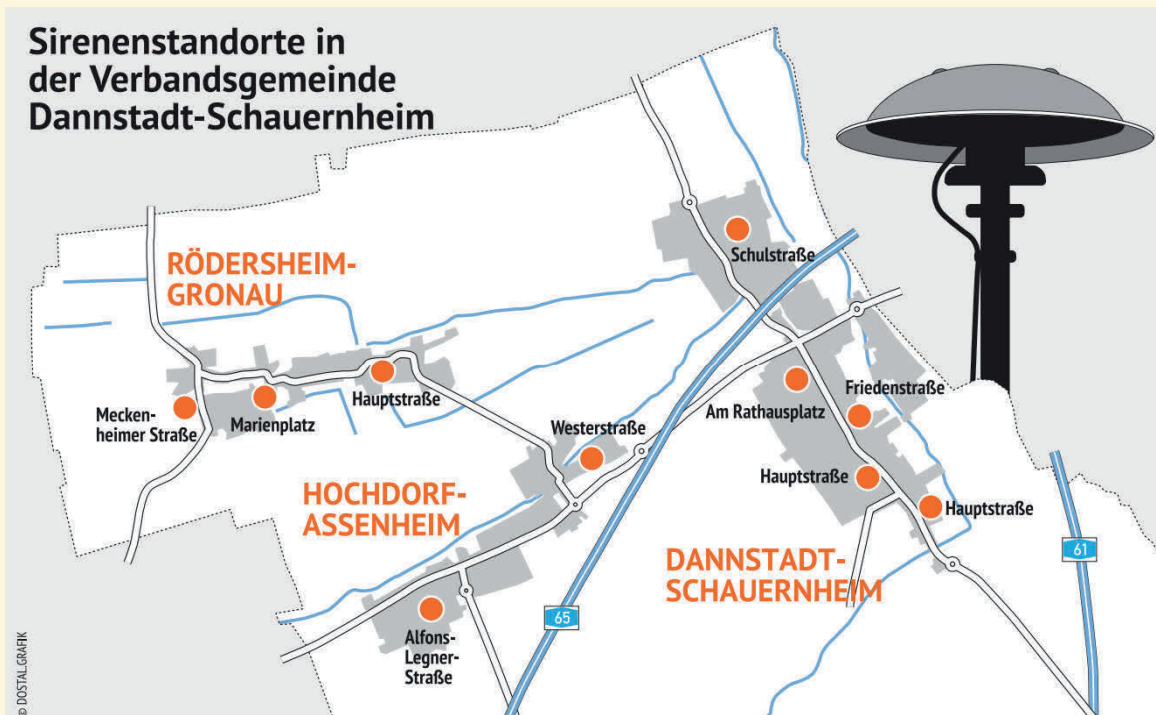 Sirenenstandorte in
der Verbandsgemeinde
Dannstadt-Schauernheim
RÖDERSHEIM-
GRONAU
Schulstraße
Mecken-
heimer Straße
Marienplatz
Hauptstraße
Am Rathausplatz
Friedenstraße
Westerstraße
Hauptstraße
Hauptstraße
HOCHDORF-
ASSENHEIM
DANNSTADT-
SCHAUERNHEIM
61
65
Alfons-
Legner-
Straße
© DOSTAL.GRAFIK